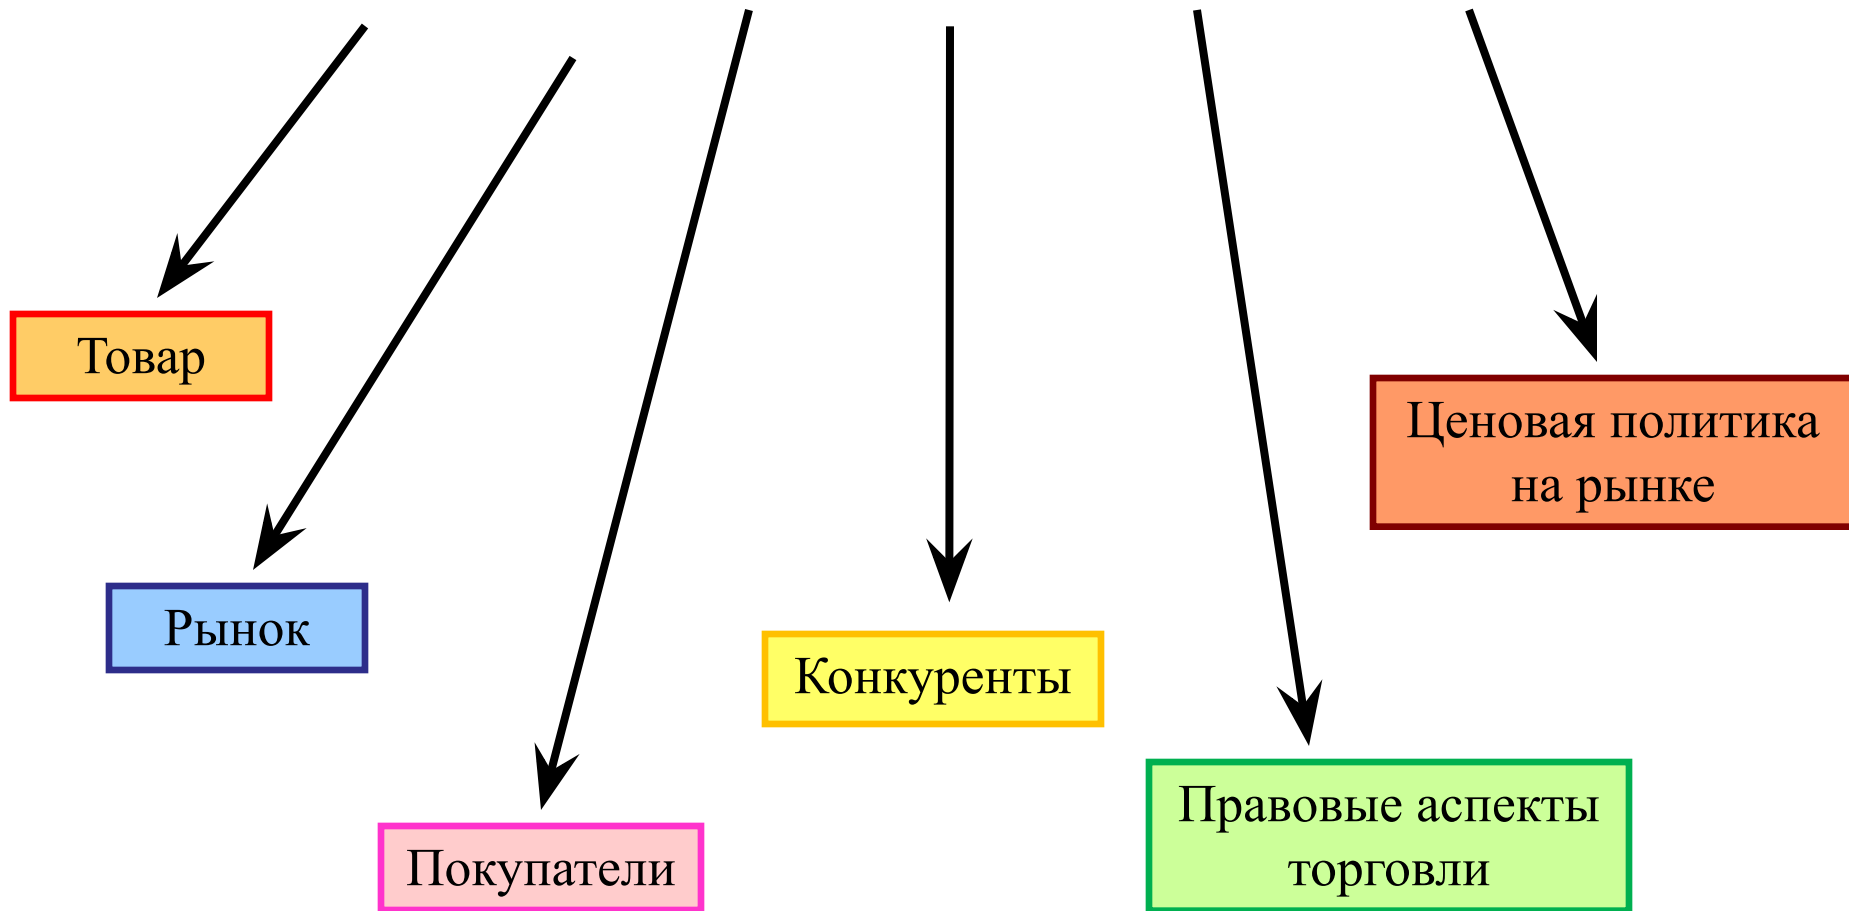 Товар
Ценовая политика
на рынке
Рынок
Конкуренты
Правовые аспекты
торговли
Покупатели